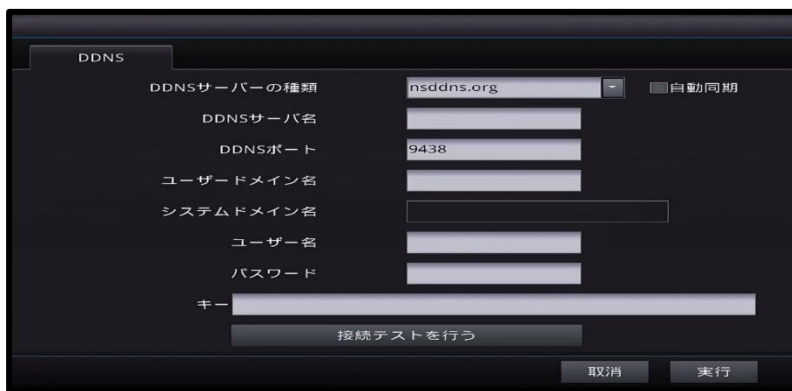 DDNS
DDNSサーバーの種類 nsddns.org 自動同期
DDNSサーバ名
DDNSポート 9438
ユーザードメイン名
システムドメイン名
ユーザー名
パスワード
キー
接続テストを行う
取消 実行